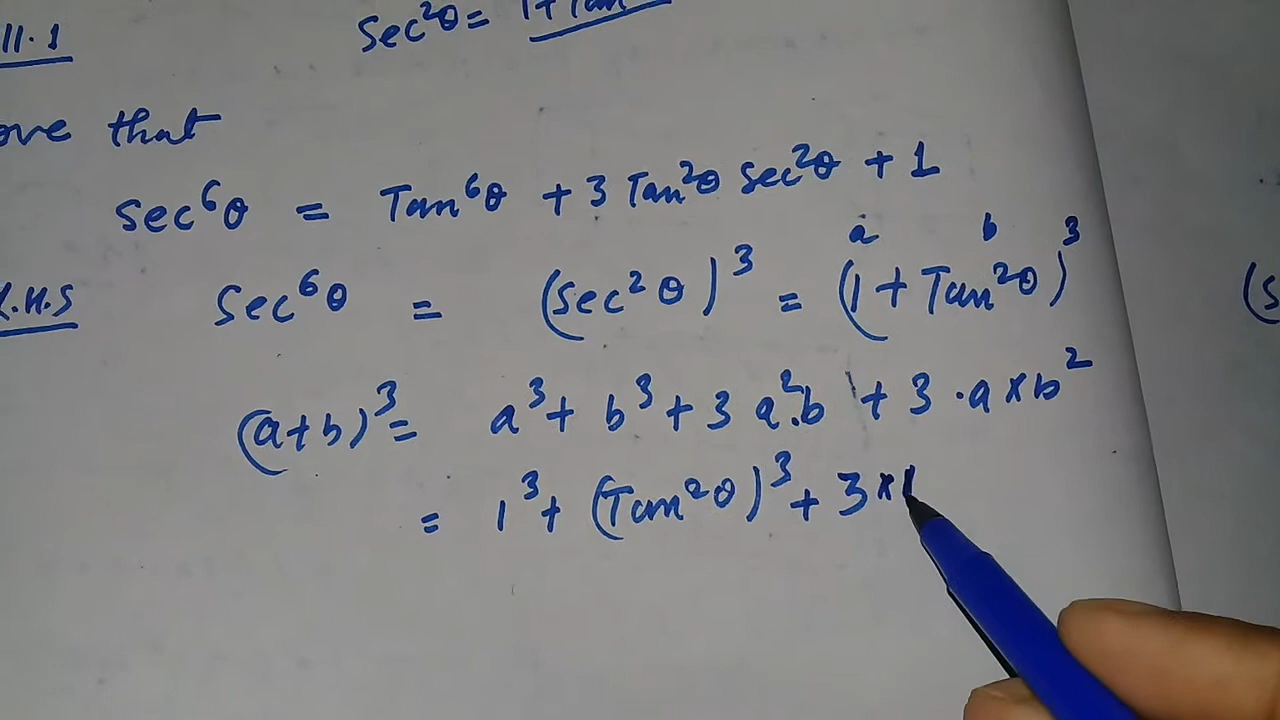 11.1
Sec²θ = 1+Tan
ove that
Sec⁶θ = Tan⁶θ + 3 Tan²θ Sec²θ + 1
a b
.H.S Sec⁶θ = (Sec²θ)³ = (1+Tan²θ)³ (S
(a+b)³= a³+ b³+ 3 a².b + 3 . a × b²
= 1³+ (Tan²θ)³ + 3 × 1